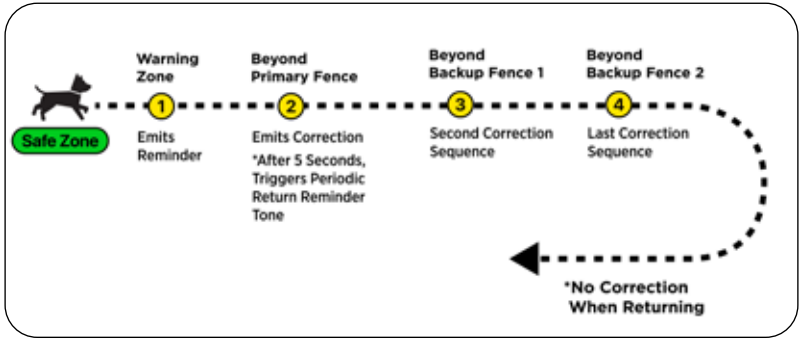 Safe Zone
Warning
Zone
1
Emits
Reminder
Beyond
Primary Fence
2
Emits Correction
*After 5 Seconds,
Triggers Periodic
Return Reminder
Tone
Beyond
Backup Fence 1
3
Second Correction
Sequence
Beyond
Backup Fence 2
4
Last Correction
Sequence
*No Correction
When Returning